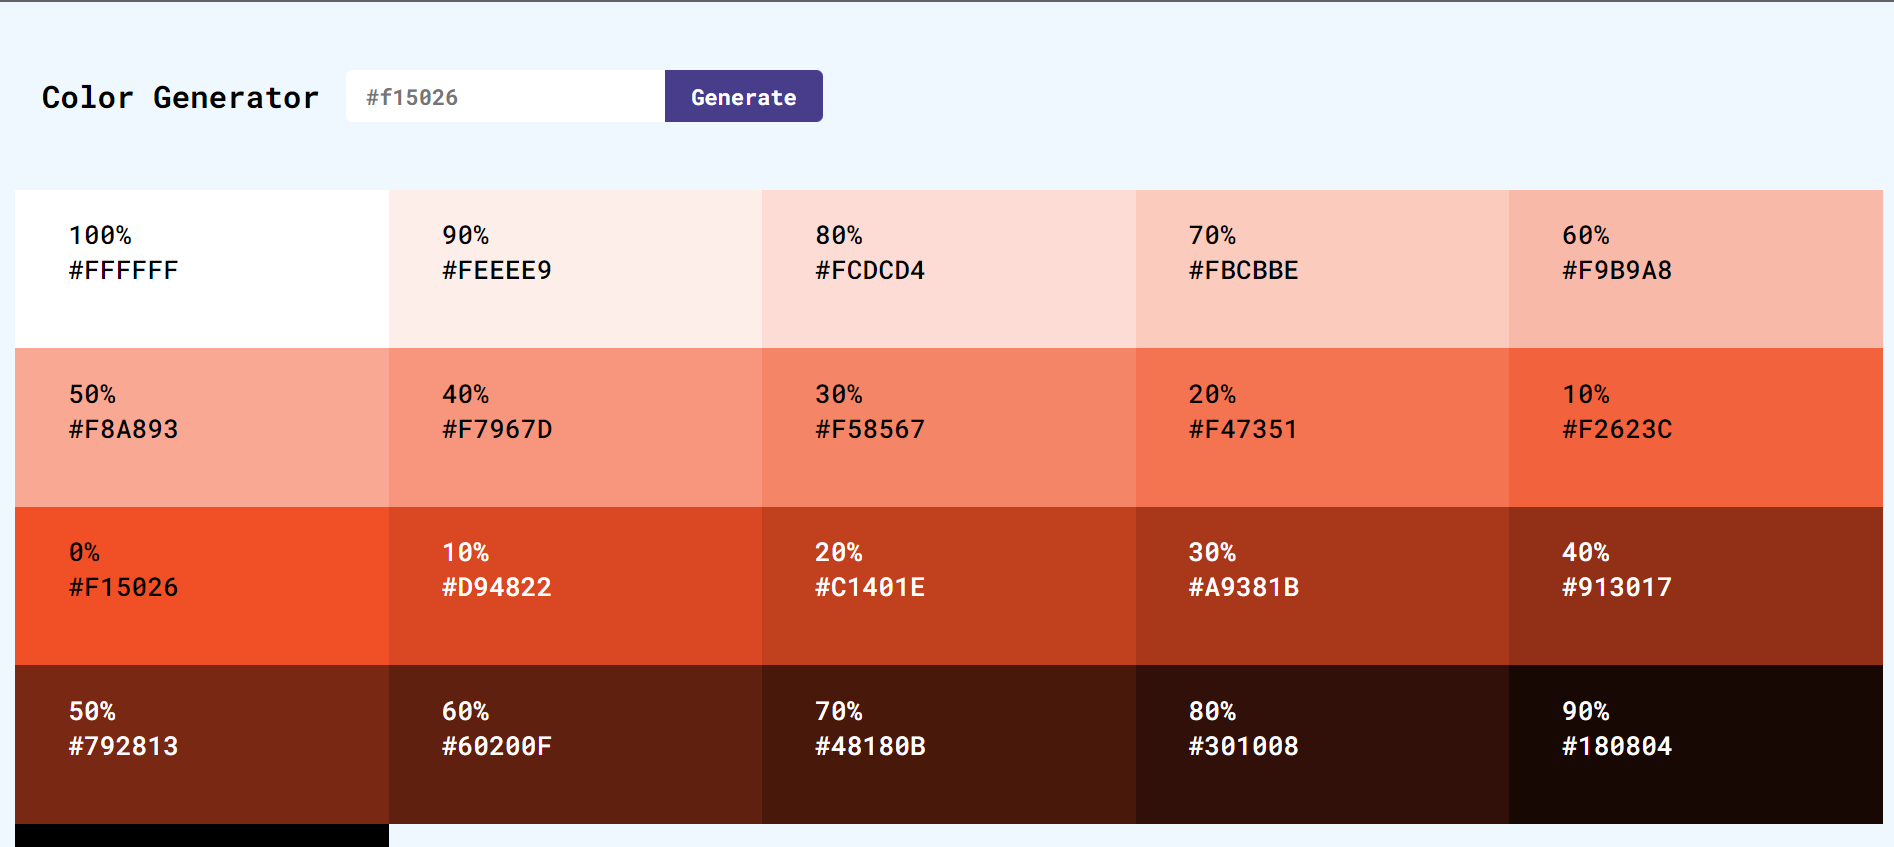 Color Generator #f15026 Generate
100%
#FFFFFF
90%
#FEEEE9
80%
#FCDCD4
70%
#FBCBBE
60%
#F9B9A8
50%
#F8A893
40%
#F7967D
30%
#F58567
20%
#F47351
10%
#F2623C
0%
#F15026
10%
#D94822
20%
#C1401E
30%
#A9381B
40%
#913017
50%
#792813
60%
#60200F
70%
#48180B
80%
#301008
90%
#180804